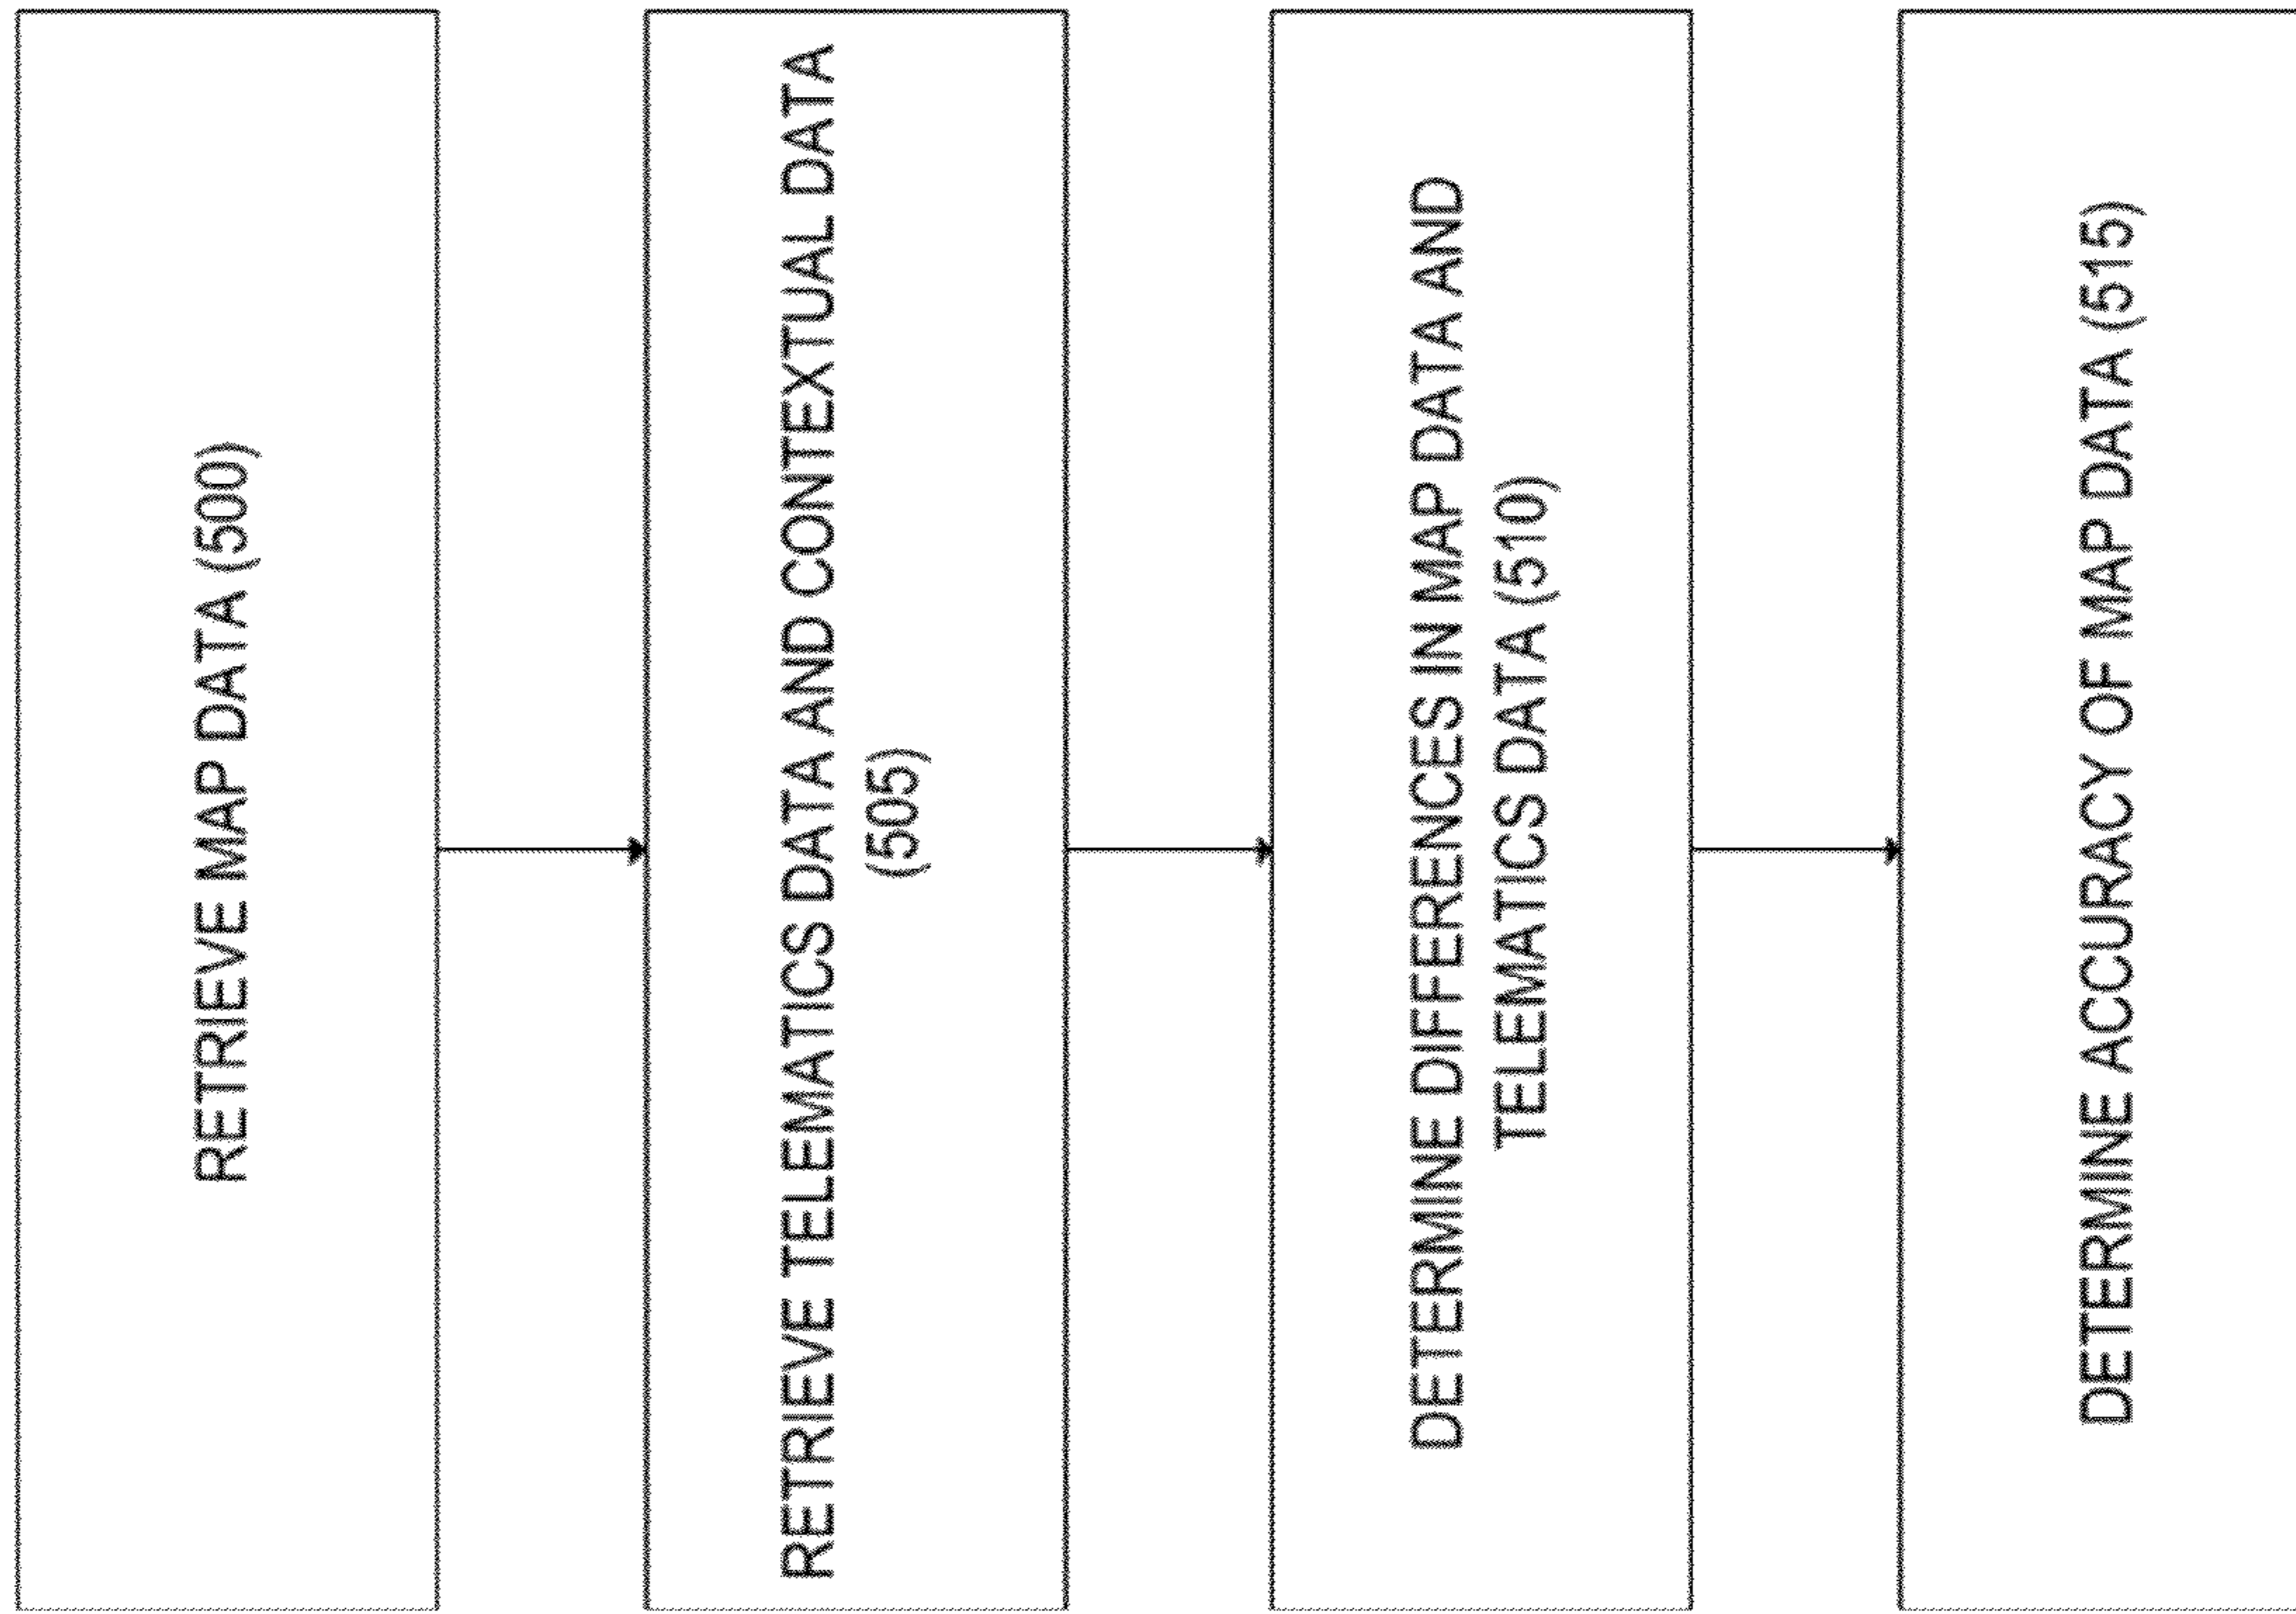 RETRIEVE MAP DATA (500)
RETRIEVE TELEMATICS DATA AND CONTEXTUAL DATA
(505)
DETERMINE DIFFERENCES IN MAP DATA AND
TELEMATICS DATA (510)
DETERMINE ACCURACY OF MAP DATA (515)